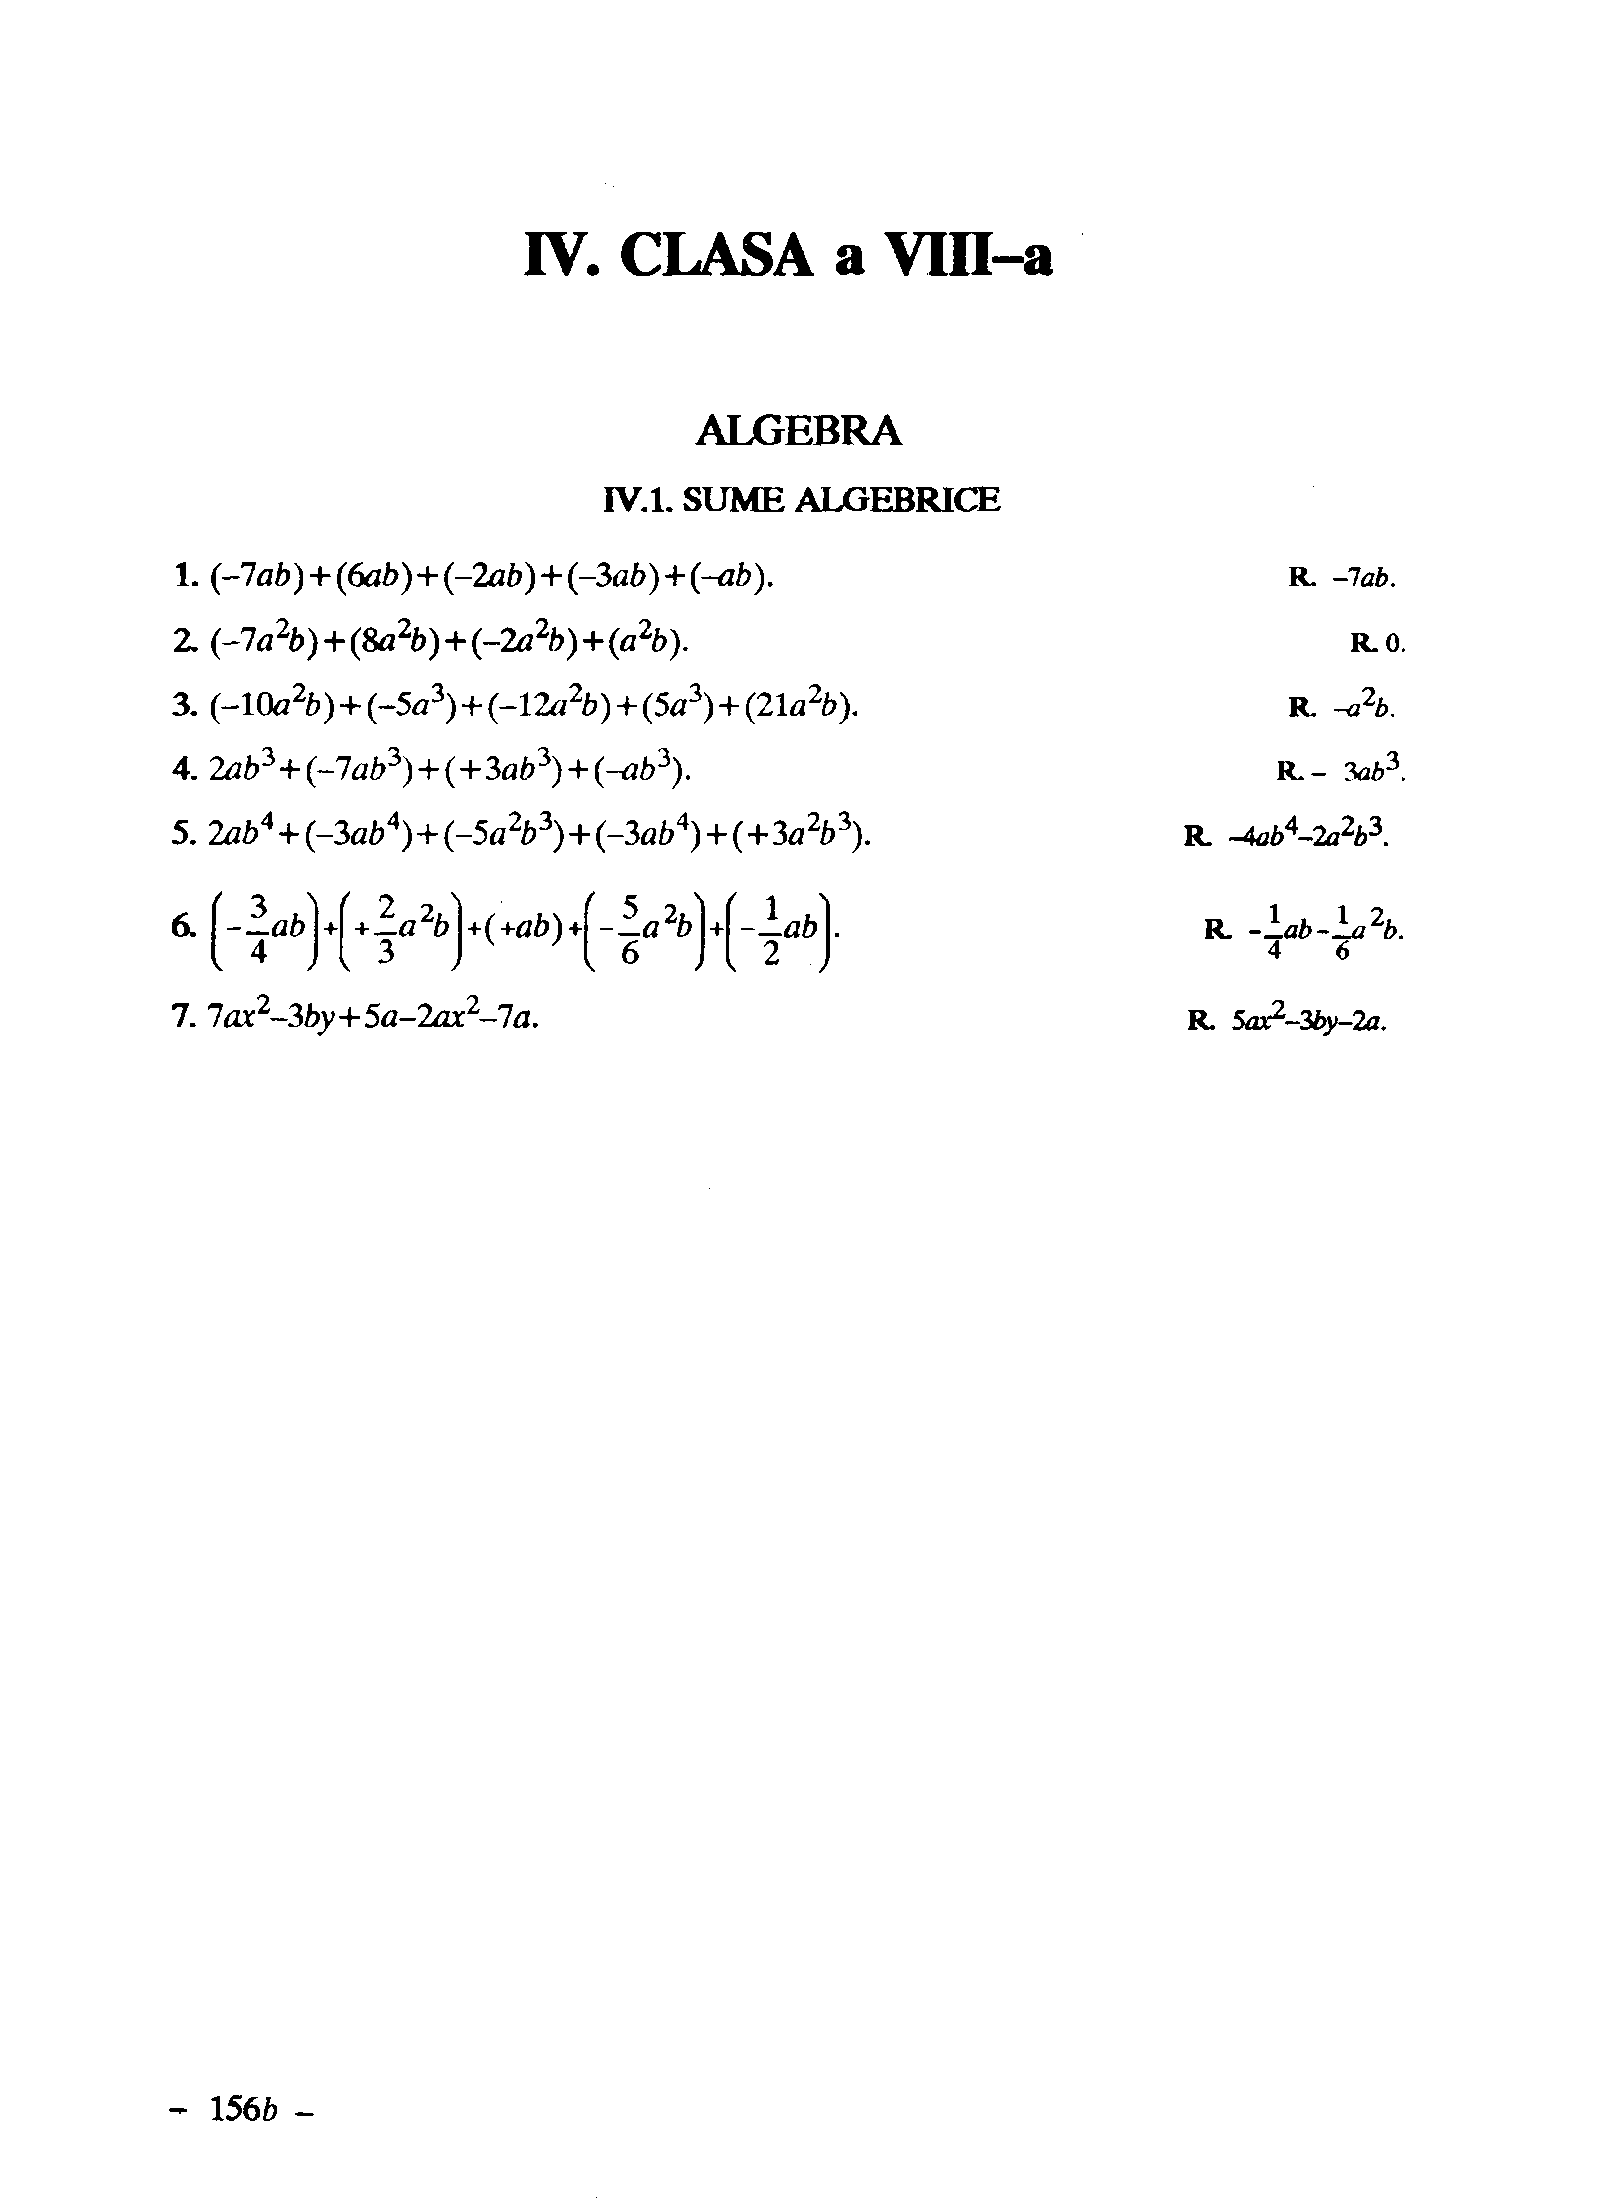 IV. CLASA a VIII–a
ALGEBRA
IV.1. SUME ALGEBRICE
1. (–7ab)+(6ab)+(–2ab)+(–3ab)+(–ab). R. –7ab.
2. (–7a²b)+(8a²b)+(–2a²b)+(a²b). R. 0.
3. (–10a²b)+(–5a³)+(–12a²b)+(5a³)+(21a²b). R. –a²b.
4. 2ab³+(–7ab³)+(+3ab³)+(–ab³). R. – 3ab³.
5. 2ab⁴+(–3ab⁴)+(–5a²b³)+(–3ab⁴)+(+3a²b³). R. –4ab⁴–2a²b³.
6. (-3/4ab)+(+2/3a²b)+(+ab)+(-5/6a²b)+(-1/2ab). R. -1/4ab-1/6a²b.
7. 7ax²–3by+5a–2ax²–7a. R. 5ax²–3by–2a.
– 156b –